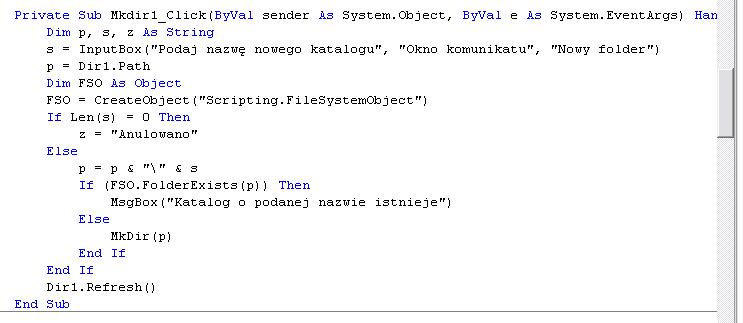 Private Sub Mkdir1_Click(ByVal sender As System.Object, ByVal e As System.EventArgs) Han
Dim p, s, z As String
s = InputBox("Podaj nazwę nowego katalogu", "Okno komunikatu", "Nowy folder")
p = Dir1.Path
Dim FSO As Object
FSO = CreateObject("Scripting.FileSystemObject")
If Len(s) = 0 Then
z = "Anulowano"
Else
p = p & "\" & s
If (FSO.FolderExists(p)) Then
MsgBox("Katalog o podanej nazwie istnieje")
Else
MkDir(p)
End If
End If
Dir1.Refresh()
End Sub